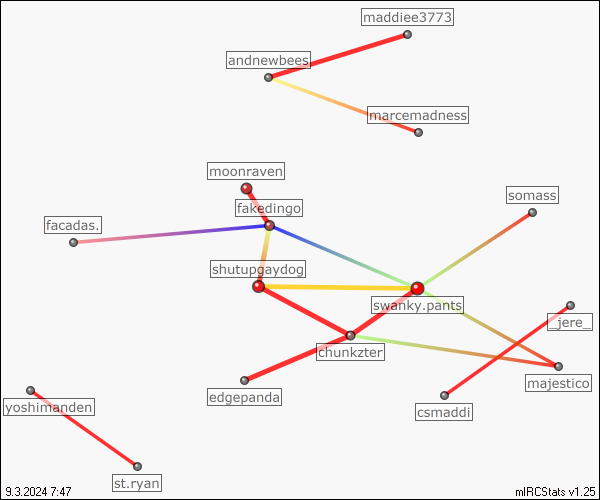 maddiee3773
andnewbees
marcemadness
moonraven
somass
fakedingo
facadas.
shutupgaydog
swanky.pants
_jere_
chunkzter
majestico
edgepanda
yoshimanden
csmaddi
st.ryan
9.3.2024 7:47
mIRCStats v1.25